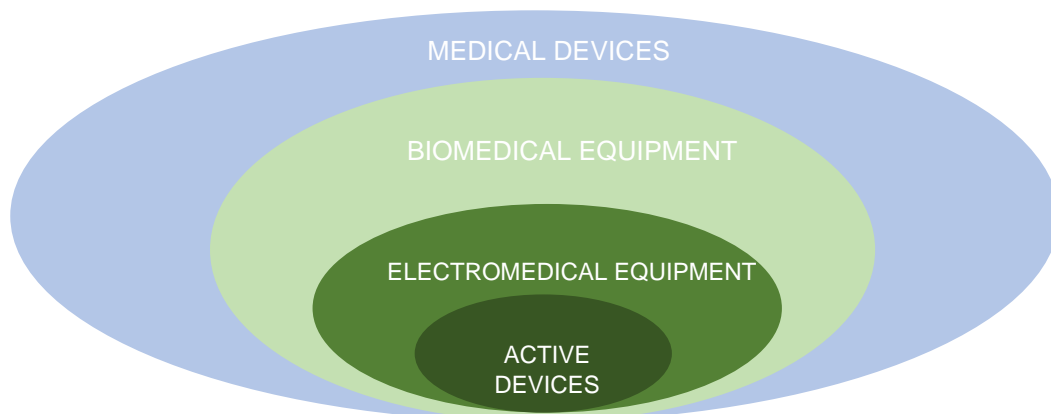 MEDICAL DEVICES
BIOMEDICAL EQUIPMENT
ELECTROMEDICAL EQUIPMENT
ACTIVE
DEVICES